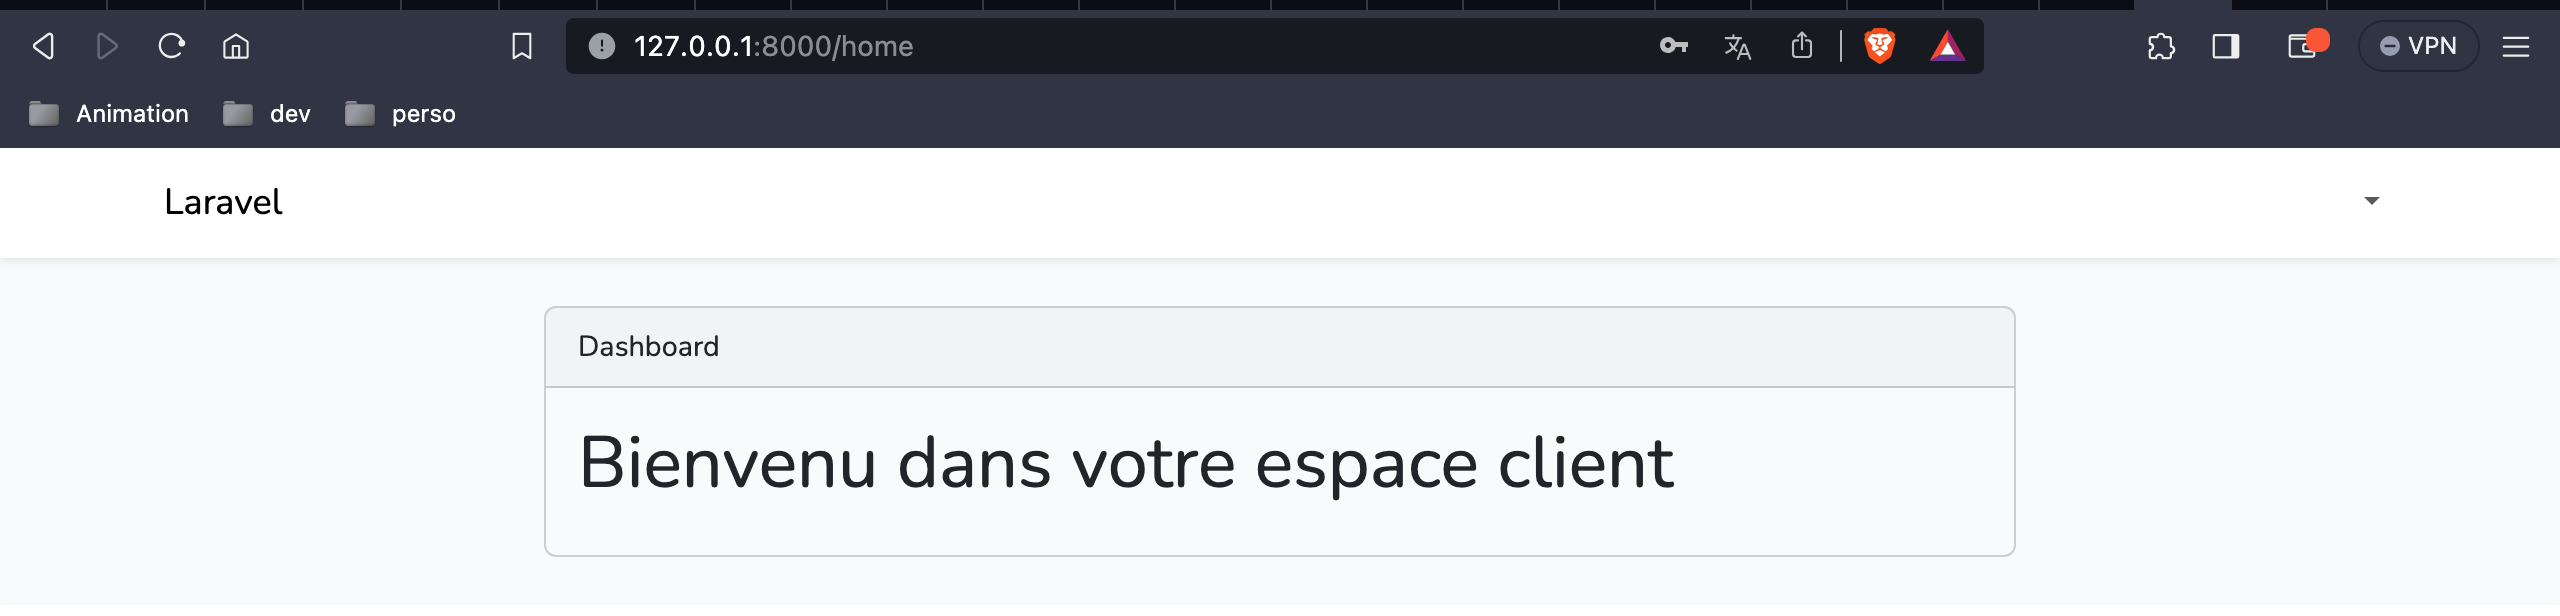 127.0.0.1:8000/home
VPN
Animation
dev
perso
Laravel
Dashboard
Bienvenu dans votre espace client